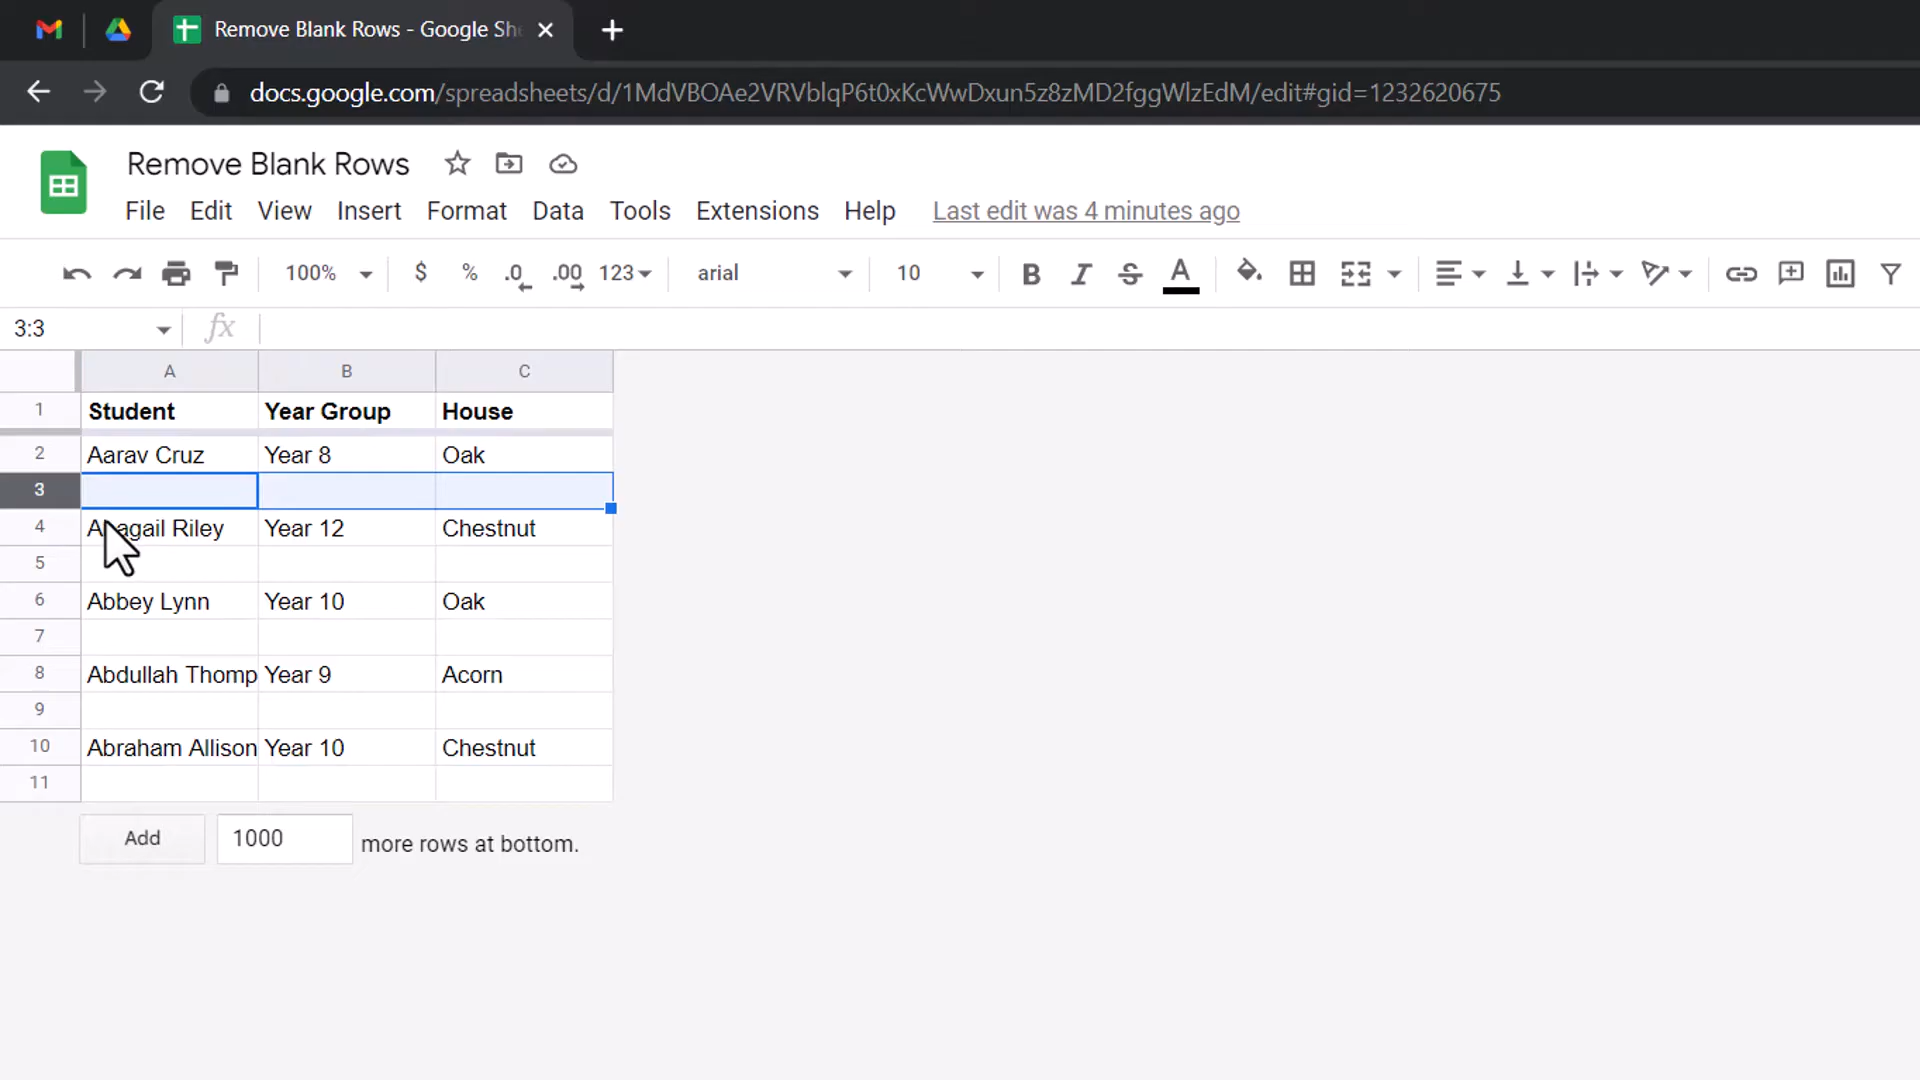 Remove Blank Rows - Google She
docs.google.com/spreadsheets/d/1MdVBOAe2VRVblqP6t0xKcWwDxun5z8zMD2fggWlzEdM/edit#gid=1232620675
Remove Blank Rows
File Edit View Insert Format Data Tools Extensions Help Last edit was 4 minutes ago
100% $ % .0 .00 123 arial 10 B I S A
3:3 fx
A B C
1 Student Year Group House
2 Aarav Cruz Year 8 Oak
3
4 Riley Year 12 Chestnut
5
6 Abbey Lynn Year 10 Oak
7
8 Abdullah Thomp Year 9 Acorn
9
10 Abraham Allison Year 10 Chestnut
11
Add 1000 more rows at bottom.